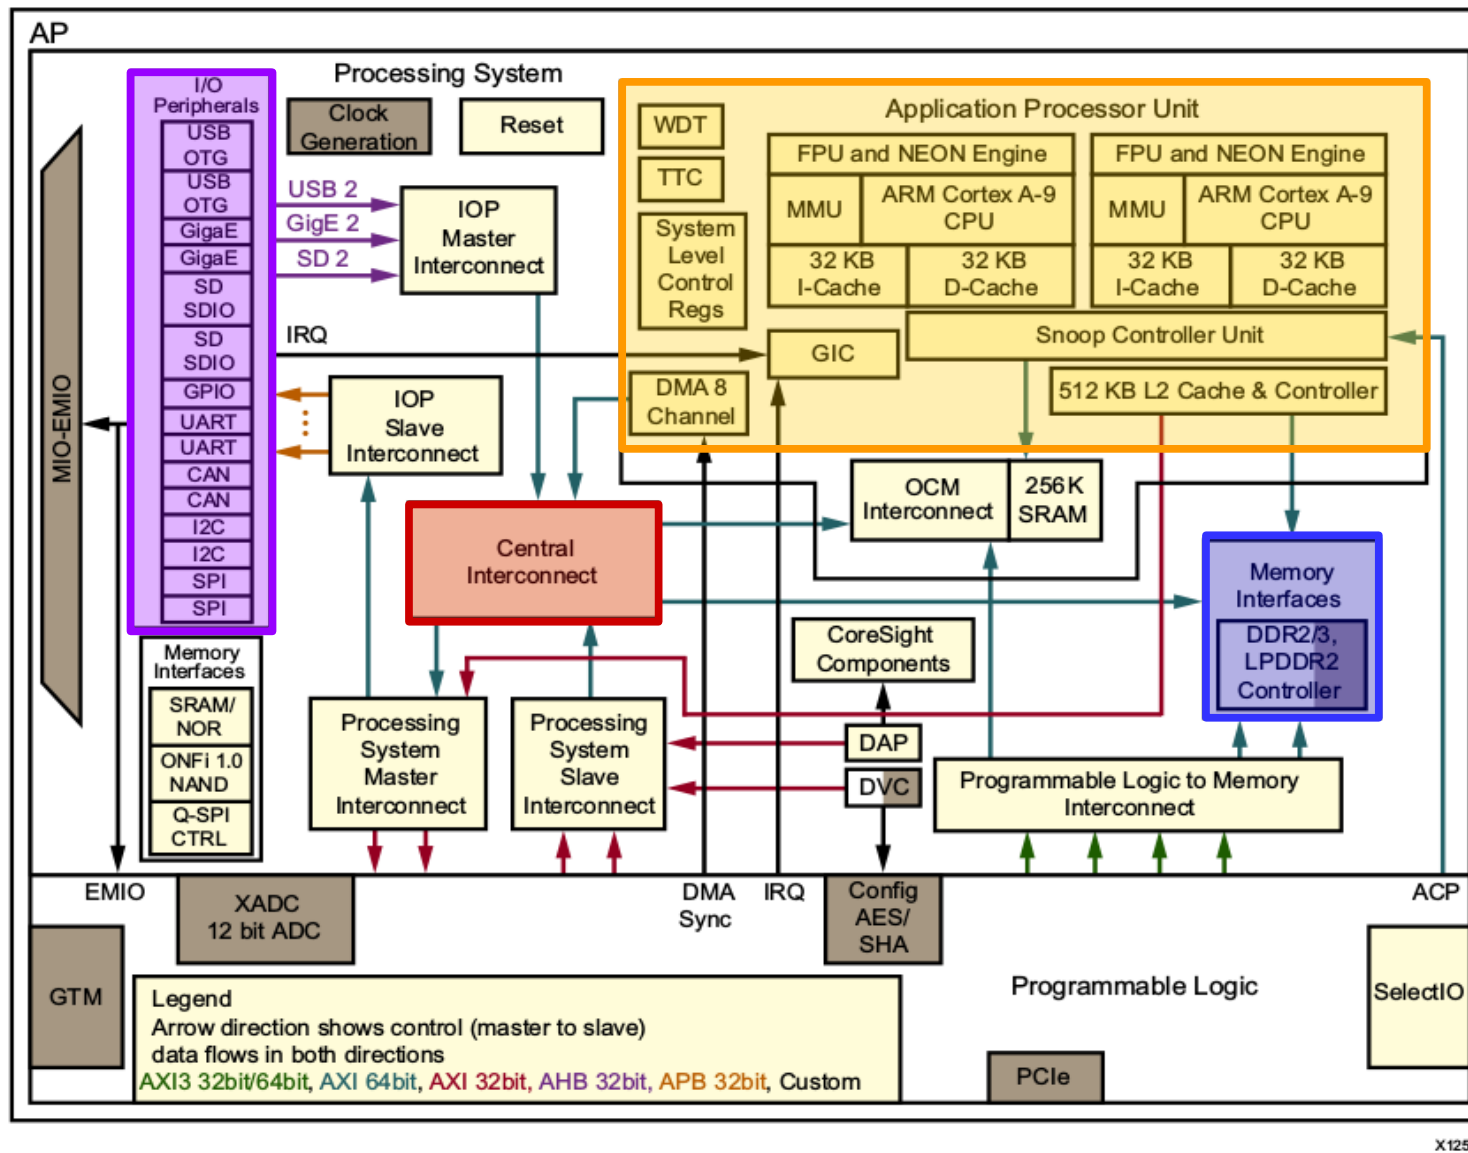 AP
Processing System
I/O
Peripherals
USB
OTG
USB
OTG
GigaE
GigaE
SD
SDIO
SD
SDIO
GPIO
UART
UART
CAN
CAN
I2C
I2C
SPI
SPI
MIO-EMIO
Memory
Interfaces
SRAM/
NOR
ONFi 1.0
NAND
Q-SPI
CTRL
Clock
Generation
Reset
USB 2
GigE 2
SD 2
IOP
Master
Interconnect
IRQ
IOP
Slave
Interconnect
Central
Interconnect
Processing
System
Master
Interconnect
Processing
System
Slave
Interconnect
Application Processor Unit
WDT
TTC
System
Level
Control
Regs
FPU and NEON Engine
MMU
ARM Cortex A-9
CPU
32 KB
I-Cache
32 KB
D-Cache
FPU and NEON Engine
MMU
ARM Cortex A-9
CPU
32 KB
I-Cache
32 KB
D-Cache
Snoop Controller Unit
GIC
DMA 8
Channel
512 KB L2 Cache & Controller
OCM
Interconnect
256K
SRAM
Memory
Interfaces
DDR2/3,
LPDDR2
Controller
CoreSight
Components
DAP
DVC
Programmable Logic to Memory
Interconnect
EMIO
XADC
12 bit ADC
DMA
Sync
IRQ
Config
AES/
SHA
ACP
GTM
Programmable Logic
SelectIO
PCIe
Legend
Arrow direction shows control (master to slave)
data flows in both directions
AXI3 32bit/64bit, AXI 64bit, AXI 32bit, AHB 32bit, APB 32bit, Custom
X125